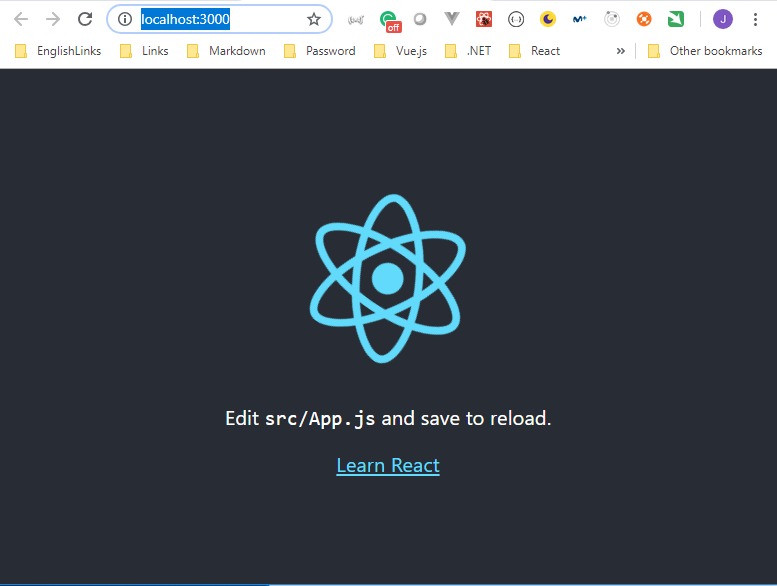 localhost:3000
off
J
EnglishLinks Links Markdown Password Vue.js .NET React » Other bookmarks
Edit src/App.js and save to reload.
Learn React